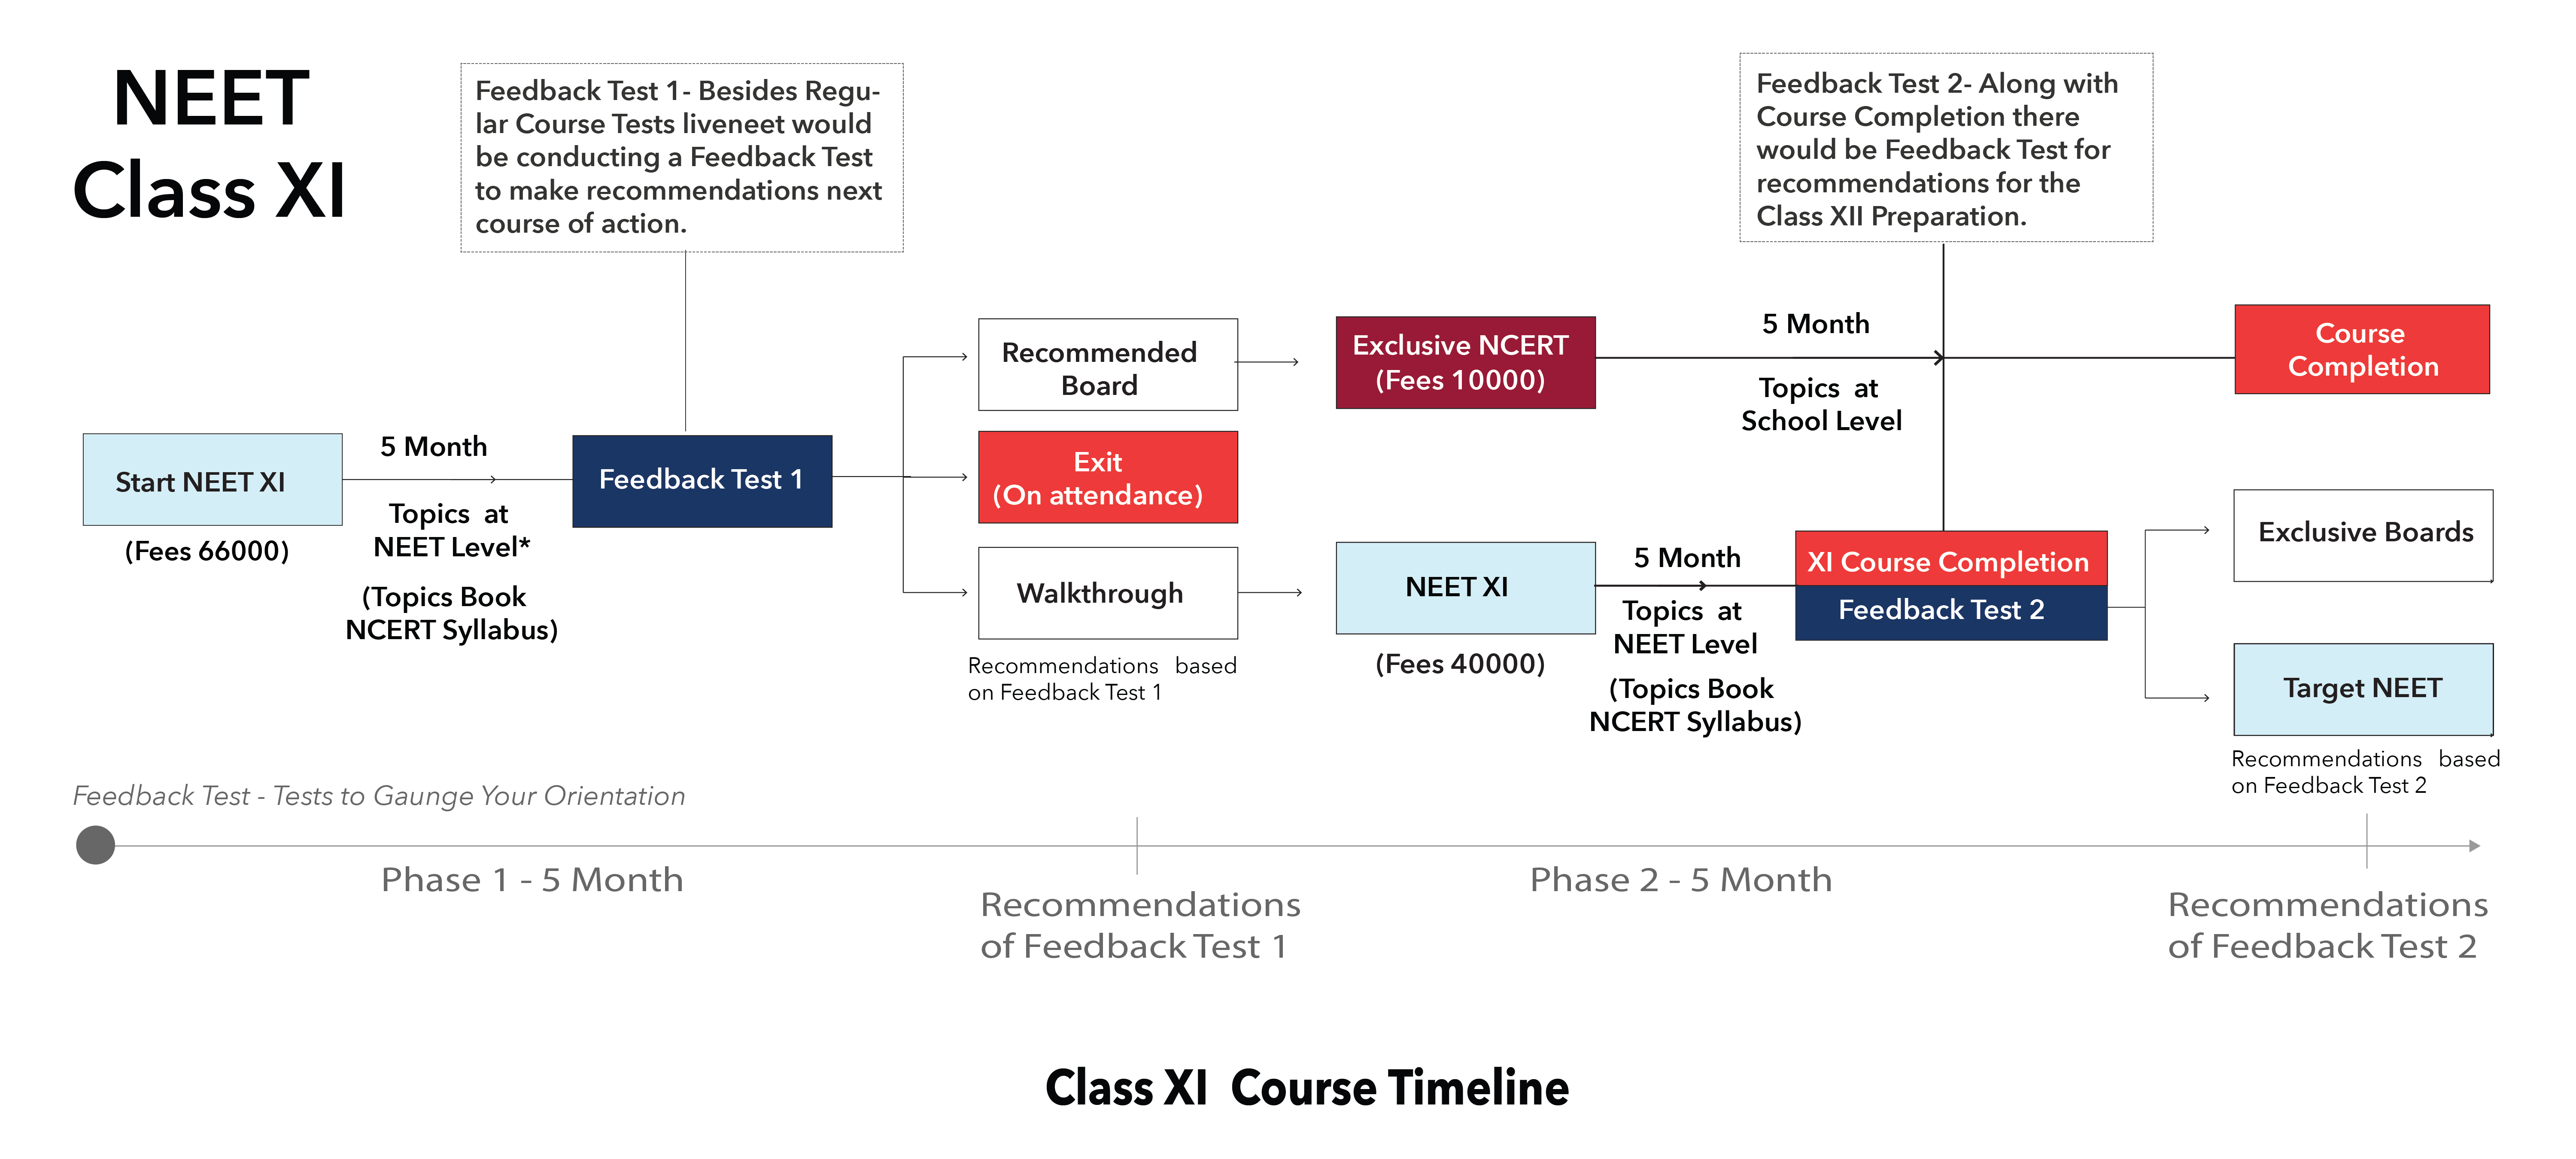 NEET
Class XI
Feedback Test 1- Besides Regu-
lar Course Tests liveneet would
be conducting a Feedback Test
to make recommendations next
course of action.
Feedback Test 2- Along with
Course Completion there
would be Feedback Test for
recommendations for the
Class XII Preparation.
Start NEET XI
(Fees 66000)
5 Month
Topics at
NEET Level*
(Topics Book
NCERT Syllabus)
Feedback Test 1
Recommended
Board
Exit
(On attendance)
Walkthrough
Recommendations based
on Feedback Test 1
Exclusive NCERT
(Fees 10000)
5 Month
Topics at
School Level
Course
Completion
NEET XI
(Fees 40000)
5 Month
Topics at
NEET Level
(Topics Book
NCERT Syllabus)
XI Course Completion
Feedback Test 2
Exclusive Boards
Target NEET
Recommendations based
on Feedback Test 2
Feedback Test - Tests to Gaunge Your Orientation
Phase 1 - 5 Month
Recommendations
of Feedback Test 1
Phase 2 - 5 Month
Recommendations
of Feedback Test 2
Class XI Course Timeline